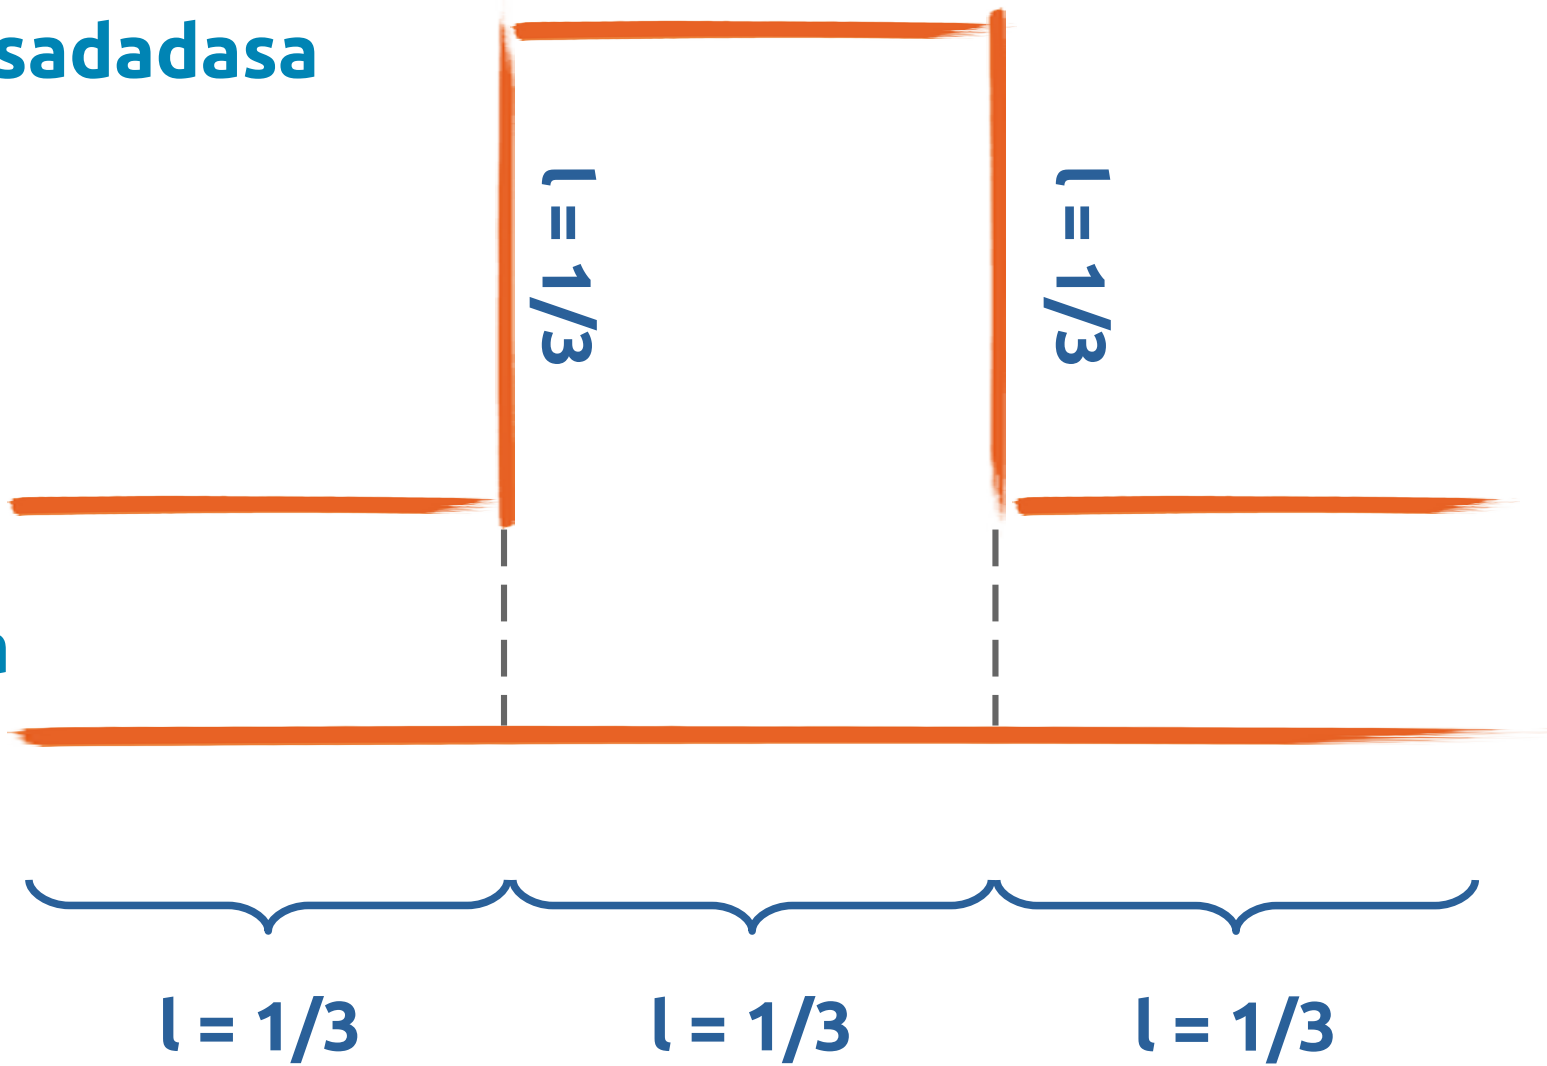 sadadasa
l = 1/3
l = 1/3
l = 1/3
l = 1/3
l = 1/3